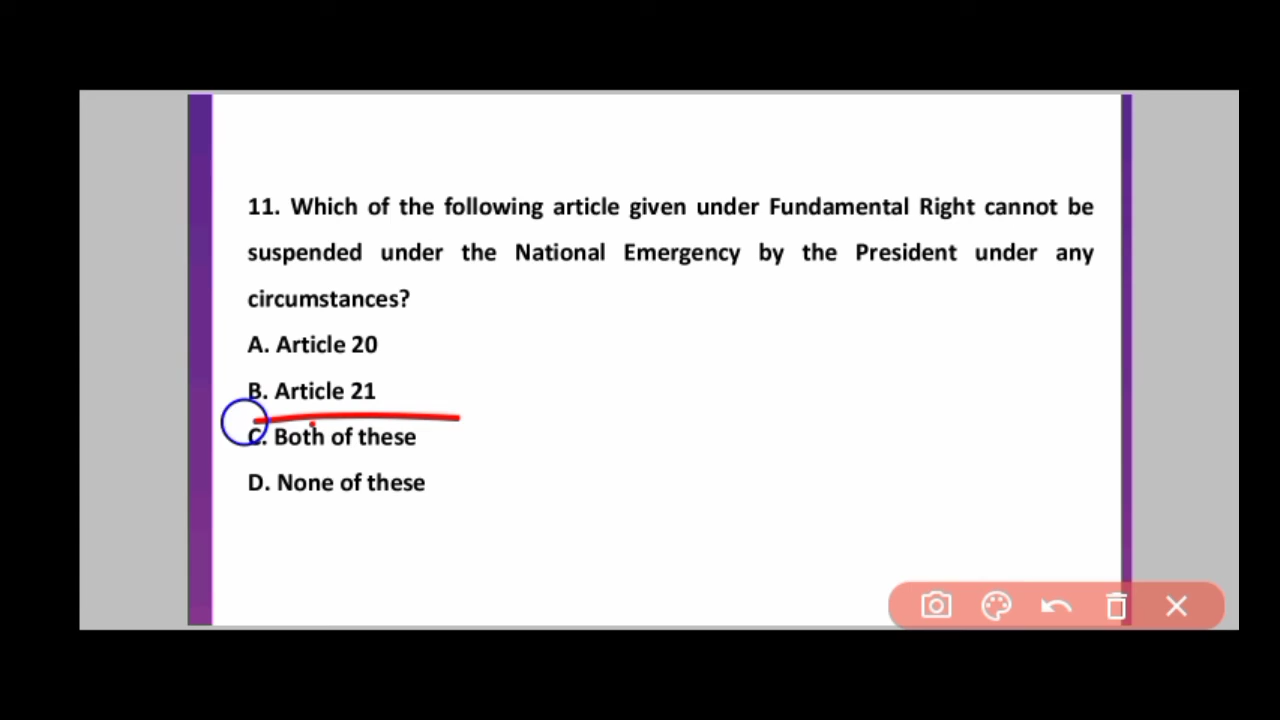 11. Which of the following article given under Fundamental Right cannot be
suspended under the National Emergency by the President under any
circumstances?
A. Article 20
B. Article 21
C. Both of these
D. None of these